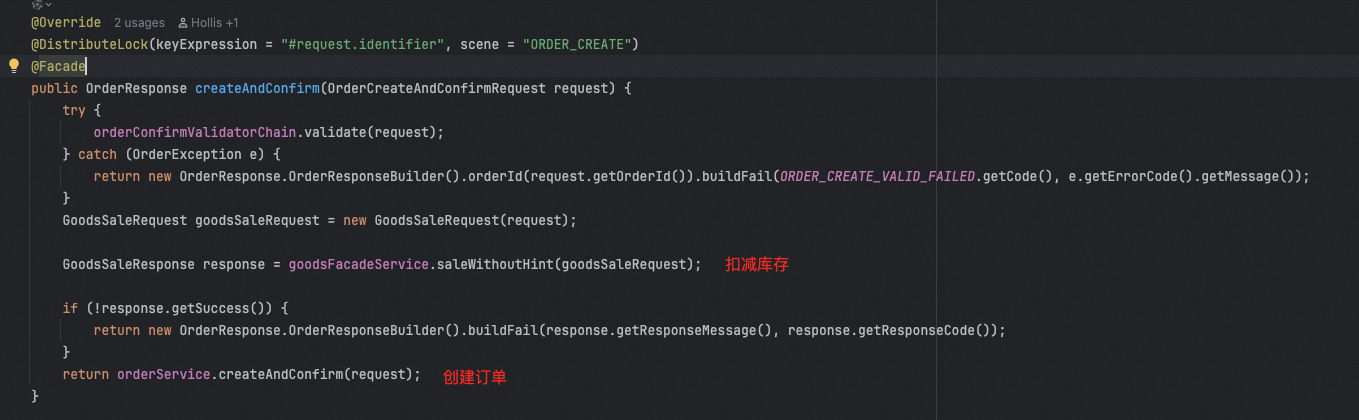 @Override 2 usages Hollis +1
@DistributeLock(keyExpression = "#request.identifier", scene = "ORDER_CREATE")
@Facade
public OrderResponse createAndConfirm(OrderCreateAndConfirmRequest request) {
try {
orderConfirmValidatorChain.validate(request);
} catch (OrderException e) {
return new OrderResponse.OrderResponseBuilder().orderId(request.getOrderId()).buildFail(ORDER_CREATE_VALID_FAILED.getCode(), e.getErrorCode().getMessage());
}
GoodsSaleRequest goodsSaleRequest = new GoodsSaleRequest(request);
GoodsSaleResponse response = goodsFacadeService.saleWithoutHint(goodsSaleRequest); 扣减库存
if (!response.getSuccess()) {
return new OrderResponse.OrderResponseBuilder().buildFail(response.getResponseMessage(), response.getResponseCode());
}
return orderService.createAndConfirm(request); 创建订单
}